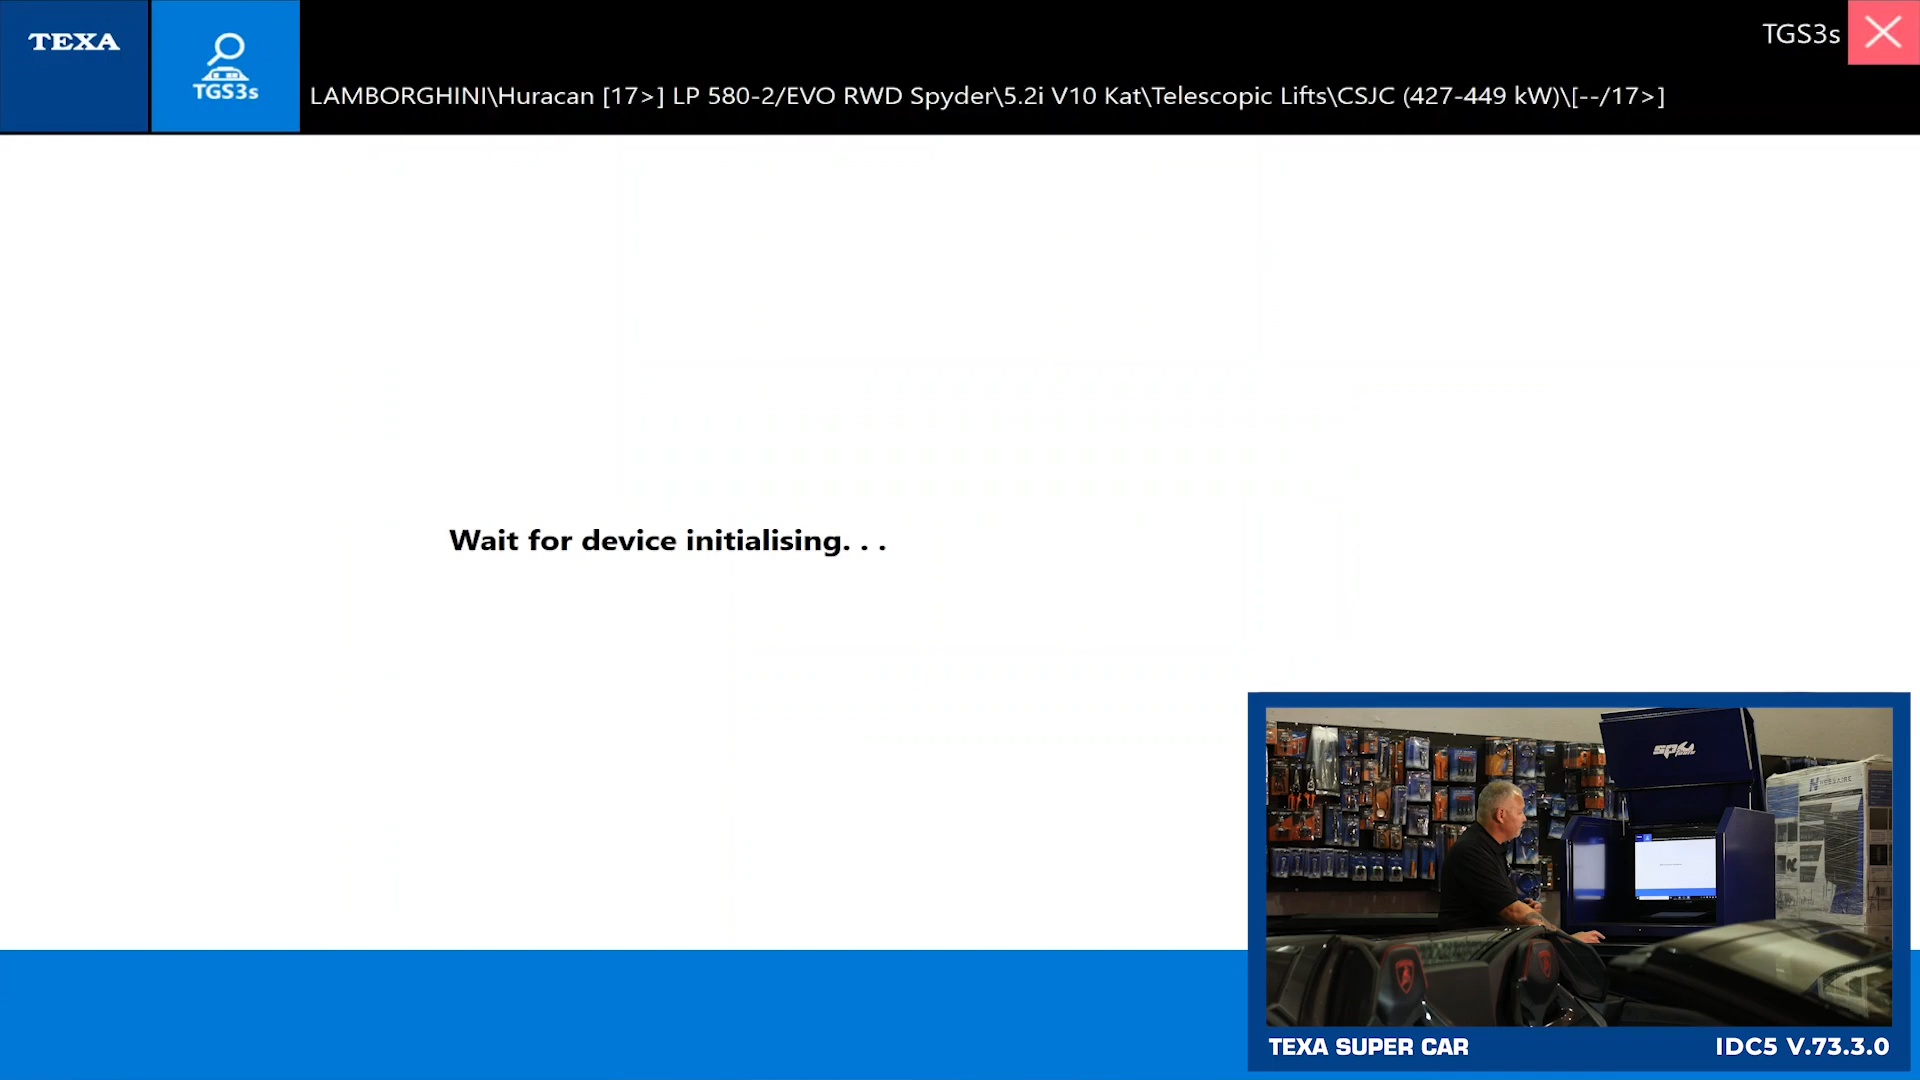 TEXA
TGS3s
TGS3s
LAMBORGHINI\Huracan [17>] LP 580-2/EVO RWD Spyder\5.2i V10 Kat\Telescopic Lifts\CSJC (427-449 kW)\[--/17>]
Wait for device initialising. . .
sp
TEXA SUPER CAR
IDC5 V.73.3.0